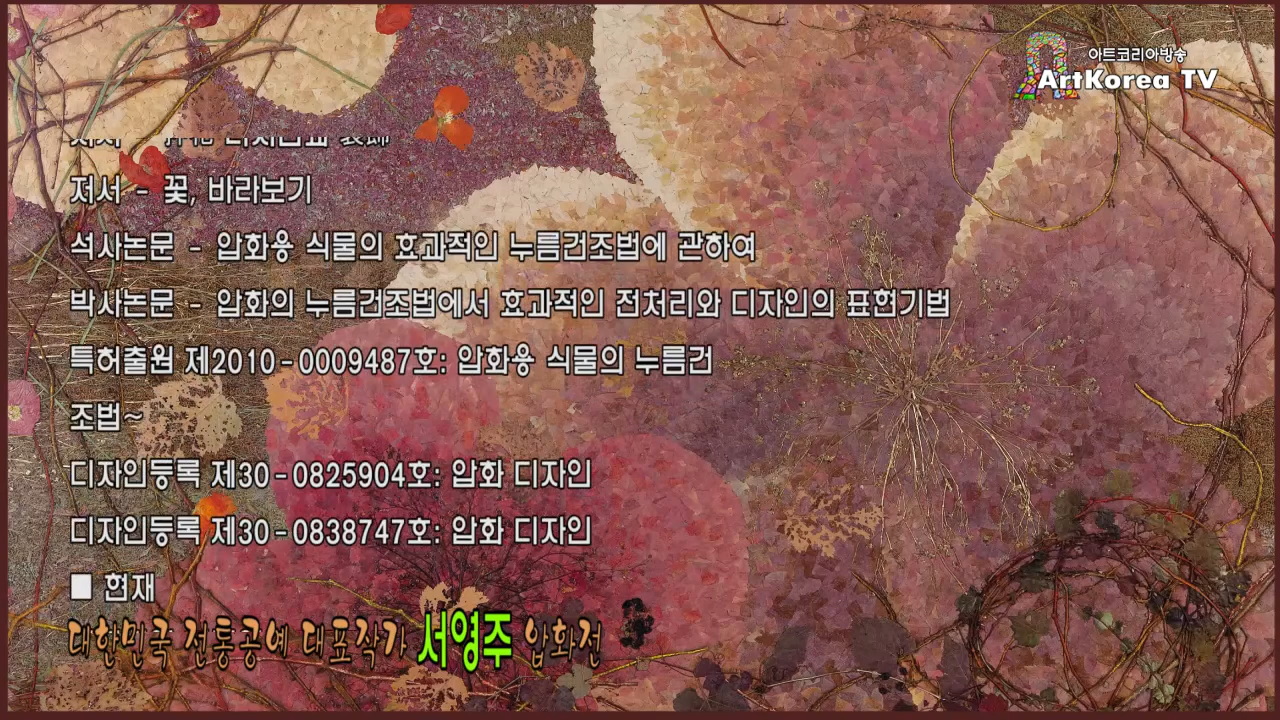 아트코리아방송
ArtKorea TV
저서 - 꽃, 바라보기
석사논문 - 압화용 식물의 효과적인 누름건조법에 관하여
박사논문 - 압화의 누름건조법에서 효과적인 전처리와 디자인의 표현기법
특허출원 제2010-0009487호: 압화용 식물의 누름건
조법~
디자인등록 제30-0825904호: 압화 디자인
디자인등록 제30-0838747호: 압화 디자인
■ 현재
대한민국 전통공예 대표작가 서영주 압화전